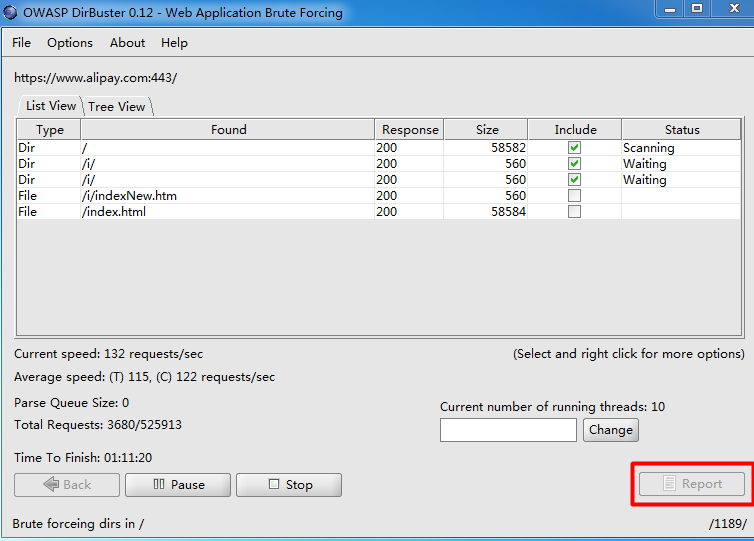 OWASP DirBuster 0.12 - Web Application Brute Forcing
File Options About Help
https://www.alipay.com:443/
List View Tree View
Type Found Response Size Include Status
Dir / 200 58582 Scanning
Dir /i/ 200 560 Waiting
Dir /i/ 200 560 Waiting
File /i/indexNew.htm 200 560
File /index.html 200 58584
Current speed: 132 requests/sec (Select and right click for more options)
Average speed: (T) 115, (C) 122 requests/sec
Parse Queue Size: 0
Current number of running threads: 10
Total Requests: 3680/525913
Change
Time To Finish: 01:11:20
Back Pause Stop Report
Brute forceing dirs in / /1189/